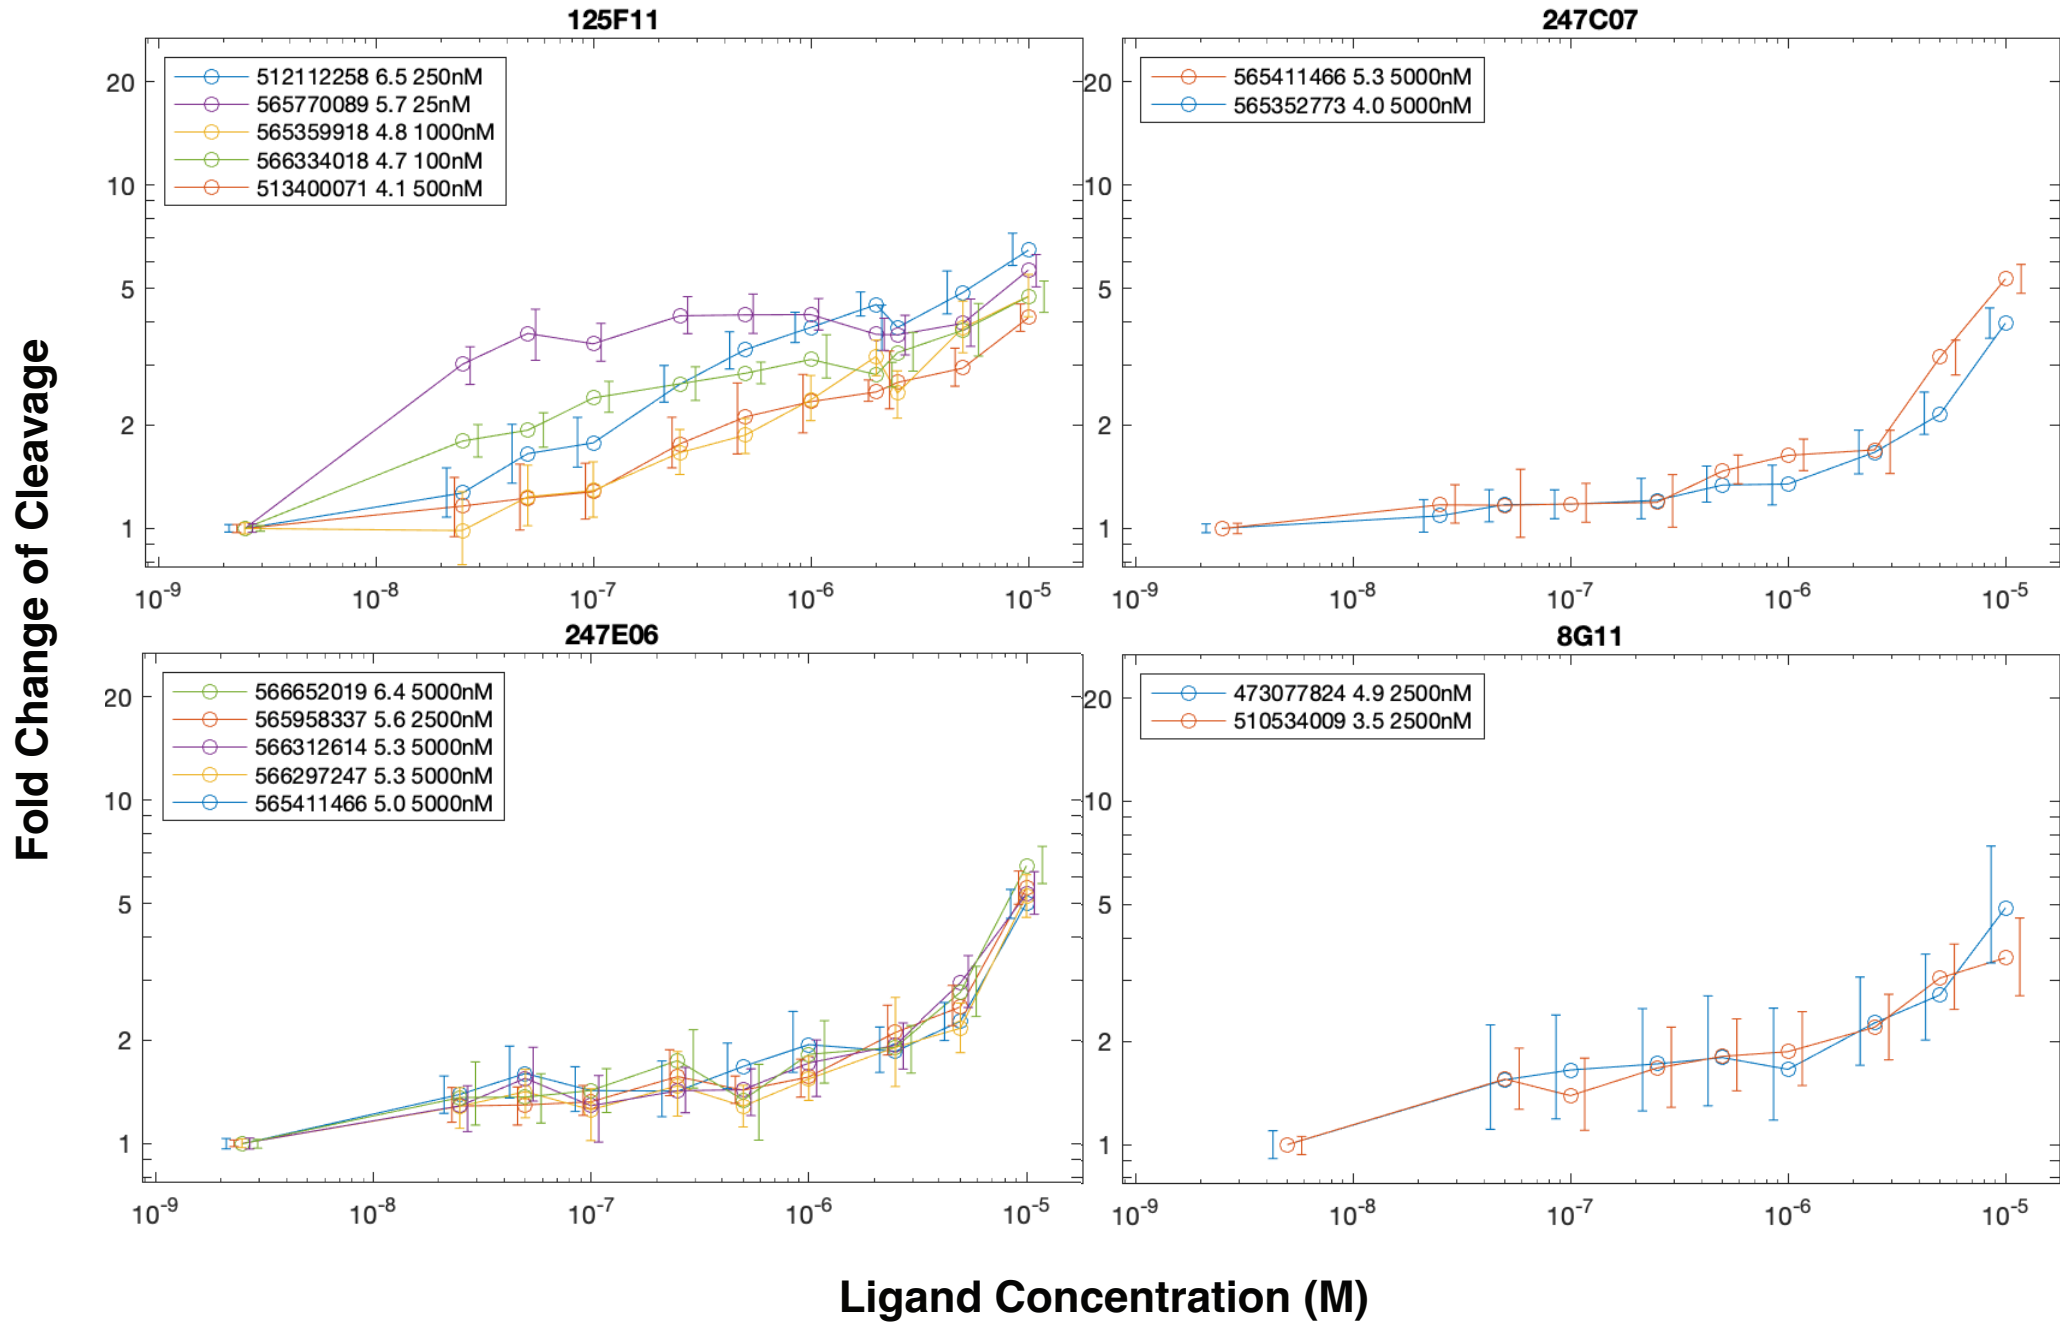 125F11
512112258 6.5 250nM
565770089 5.7 25nM
565359918 4.8 1000nM
566334018 4.7 100nM
513400071 4.1 500nM
20
10
5
2
1
10-9
10-8
10-7
10-6
10-5
247C07
565411466 5.3 5000nM
565352773 4.0 5000nM
20
10
5
2
1
10-9
10-8
10-7
10-6
10-5
247E06
566652019 6.4 5000nM
565958337 5.6 2500nM
566312614 5.3 5000nM
566297247 5.3 5000nM
565411466 5.0 5000nM
20
10
5
2
1
10-9
10-8
10-7
10-6
10-5
8G11
473077824 4.9 2500nM
510534009 3.5 2500nM
20
10
5
2
1
10-9
10-8
10-7
10-6
10-5
Fold Change of Cleavage
Ligand Concentration (M)